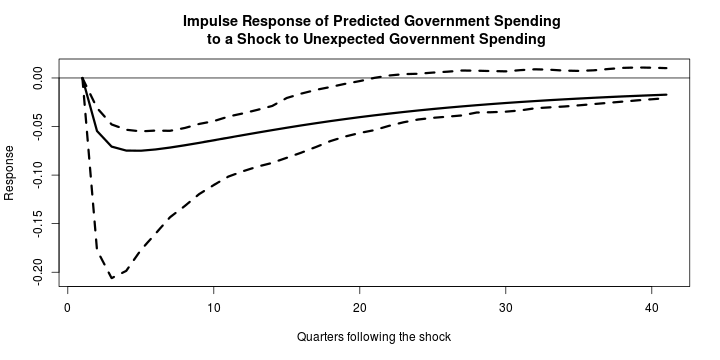 Impulse Response of Predicted Government Spending
to a Shock to Unexpected Government Spending
0.00
-0.05
-0.10
-0.15
-0.20
Response
0 10 20 30 40
Quarters following the shock